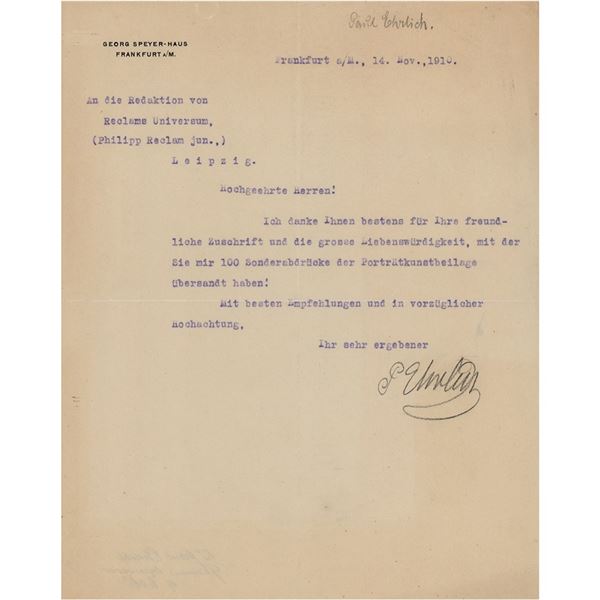 Paul Ehrlich.
GEORG SPEYER-HAUS
FRANKFURT A/M.
Frankfurt a/M., 14. Nov.,1910.
An die Redaktion von
Reclams Universum,
(Philipp Reclam jun.,)
L e i p z i g.
Hochgeehrte Herren!
Ich danke Ihnen bestens für Ihre freund-
liche Zuschrift und die grosse Liebenswürdigkeit, mit der
Sie mir 100 Sonderabdrücke der Porträtkunstbeilage
übersandt haben!
Mit besten Empfehlungen und in vorzüglicher
Hochachtung,
Ihr sehr ergebener
P Ehrlich